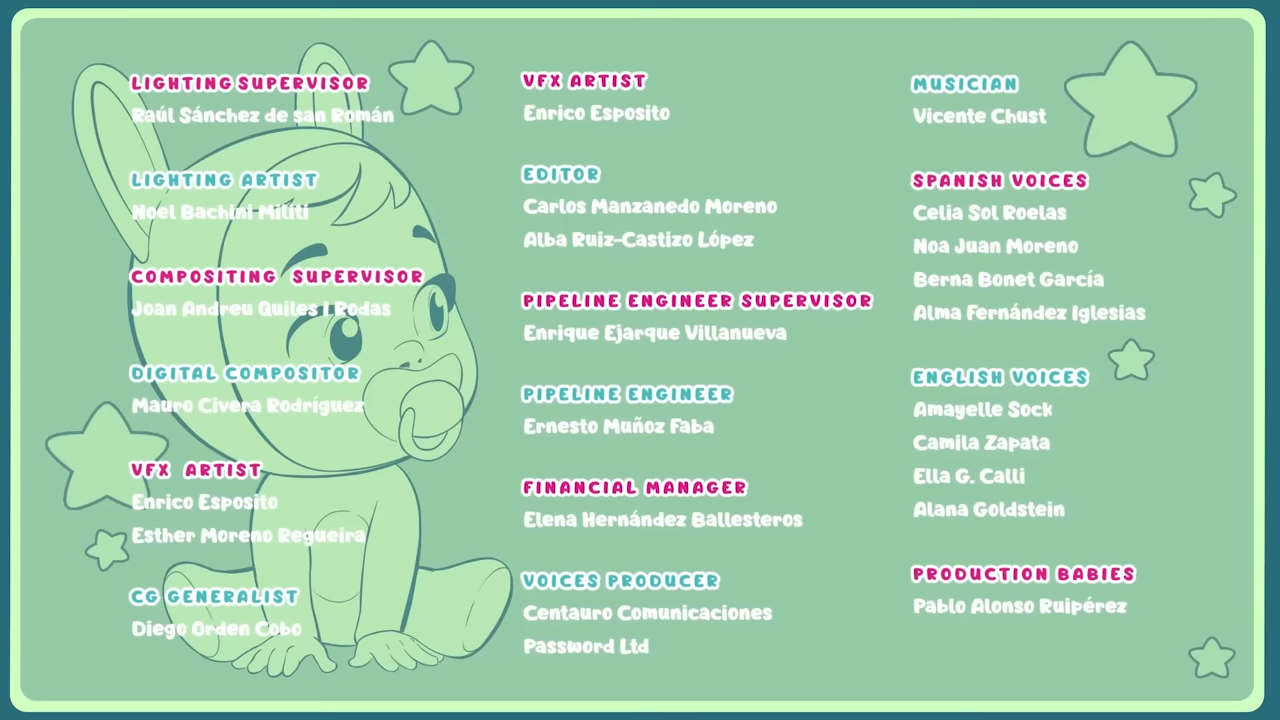 LIGHTING SUPERVISOR
Raúl Sánchez de san Román
LIGHTING ARTIST
Noel Bachini Militi
COMPOSITING SUPERVISOR
Joan Andreu Quiles I Rodas
DIGITAL COMPOSITOR
Mauro Civera Rodríguez
VFX ARTIST
Enrico Esposito
Esther Moreno Regueira
CG GENERALIST
Diego Orden Cobo
VFX ARTIST
Enrico Esposito
EDITOR
Carlos Manzanedo Moreno
Alba Ruiz-Castizo López
PIPELINE ENGINEER SUPERVISOR
Enrique Ejarque Villanueva
PIPELINE ENGINEER
Ernesto Muñoz Faba
FINANCIAL MANAGER
Elena Hernández Ballesteros
VOICES PRODUCER
Centauro Comunicaciones
Password Ltd
MUSICIAN
Vicente Chust
SPANISH VOICES
Celia Sol Roelas
Noa Juan Moreno
Berna Bonet García
Alma Fernández Iglesias
ENGLISH VOICES
Amayelle Sock
Camila Zapata
Ella G. Calli
Alana Goldstein
PRODUCTION BABIES
Pablo Alonso Ruipérez